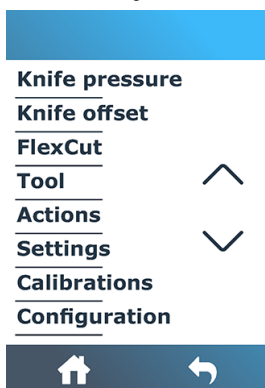 Knife pressure
Knife offset
FlexCut
Tool
Actions
Settings
Calibrations
Configuration